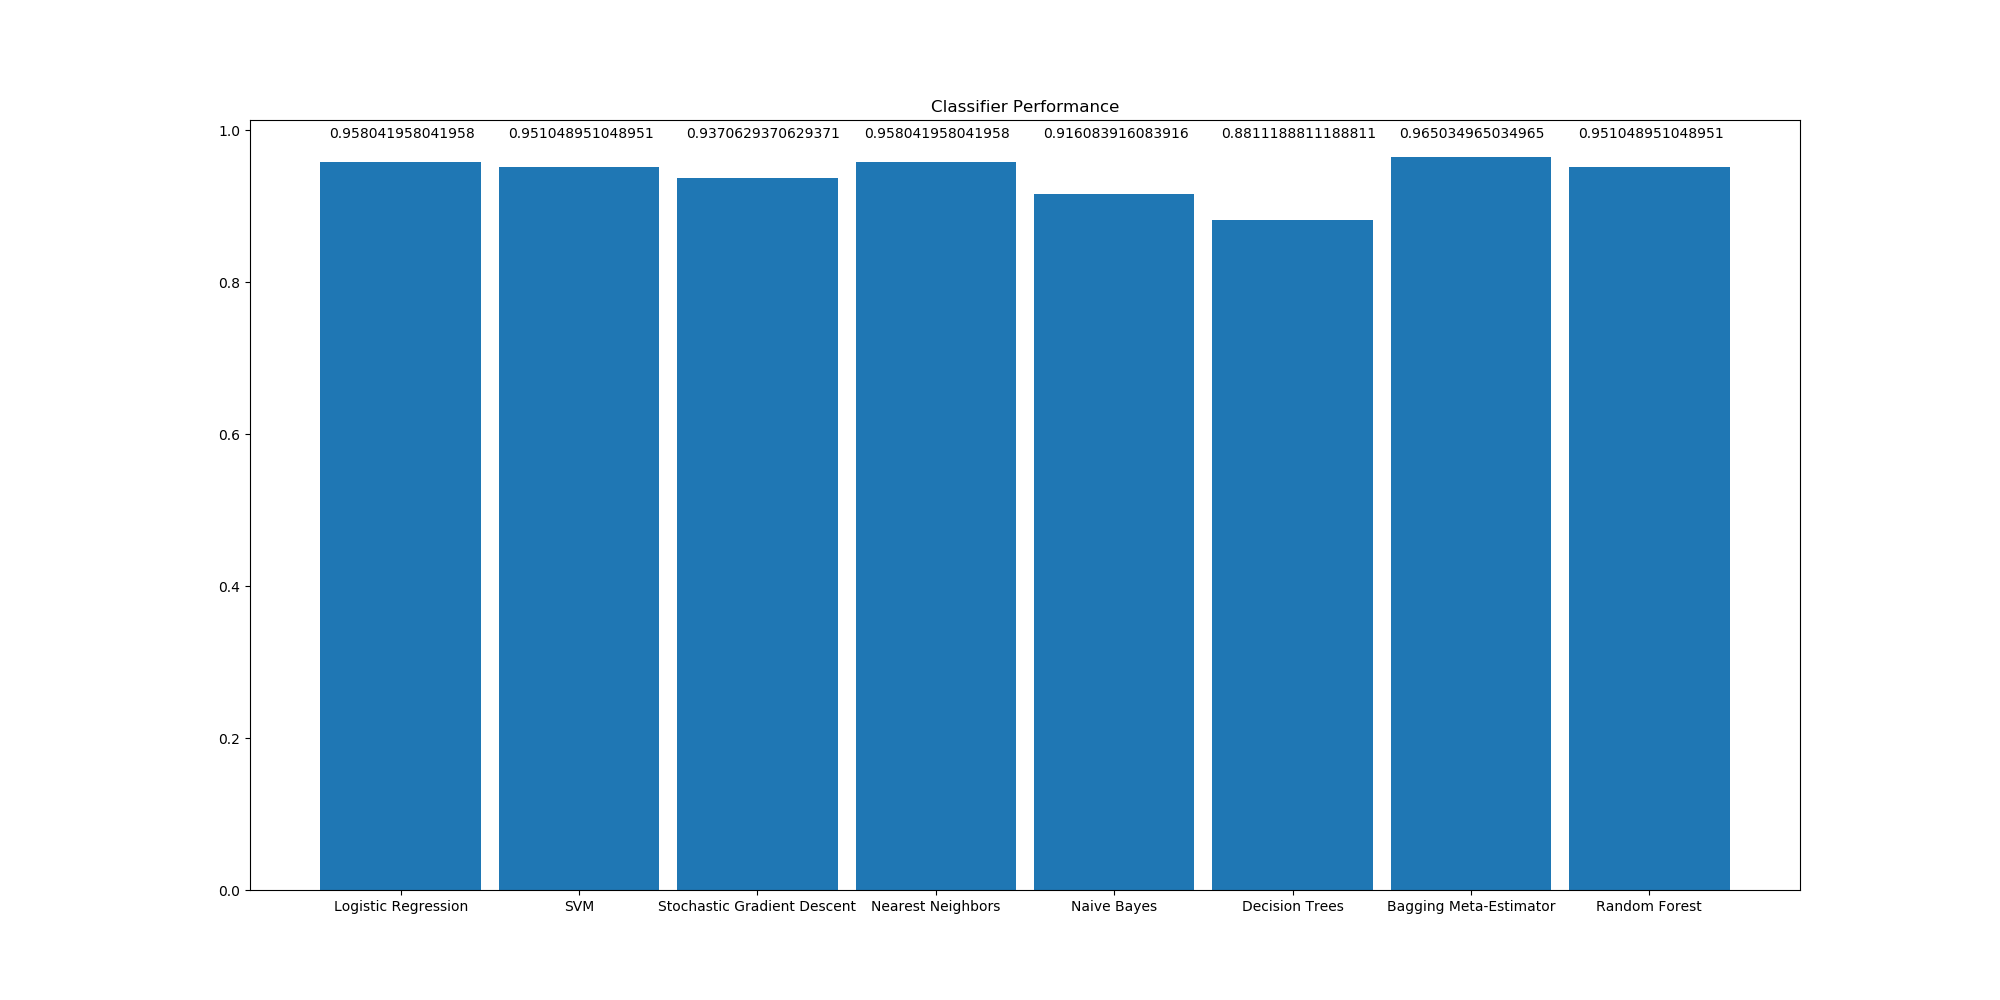 Classifier Performance
0.958041958041958 0.951048951048951 0.9370629370629371 0.958041958041958 0.916083916083916 0.8811188811188811 0.965034965034965 0.951048951048951
1.0
0.8
0.6
0.4
0.2
0.0
Logistic Regression SVM Stochastic Gradient Descent Nearest Neighbors Naive Bayes Decision Trees Bagging Meta-Estimator Random Forest